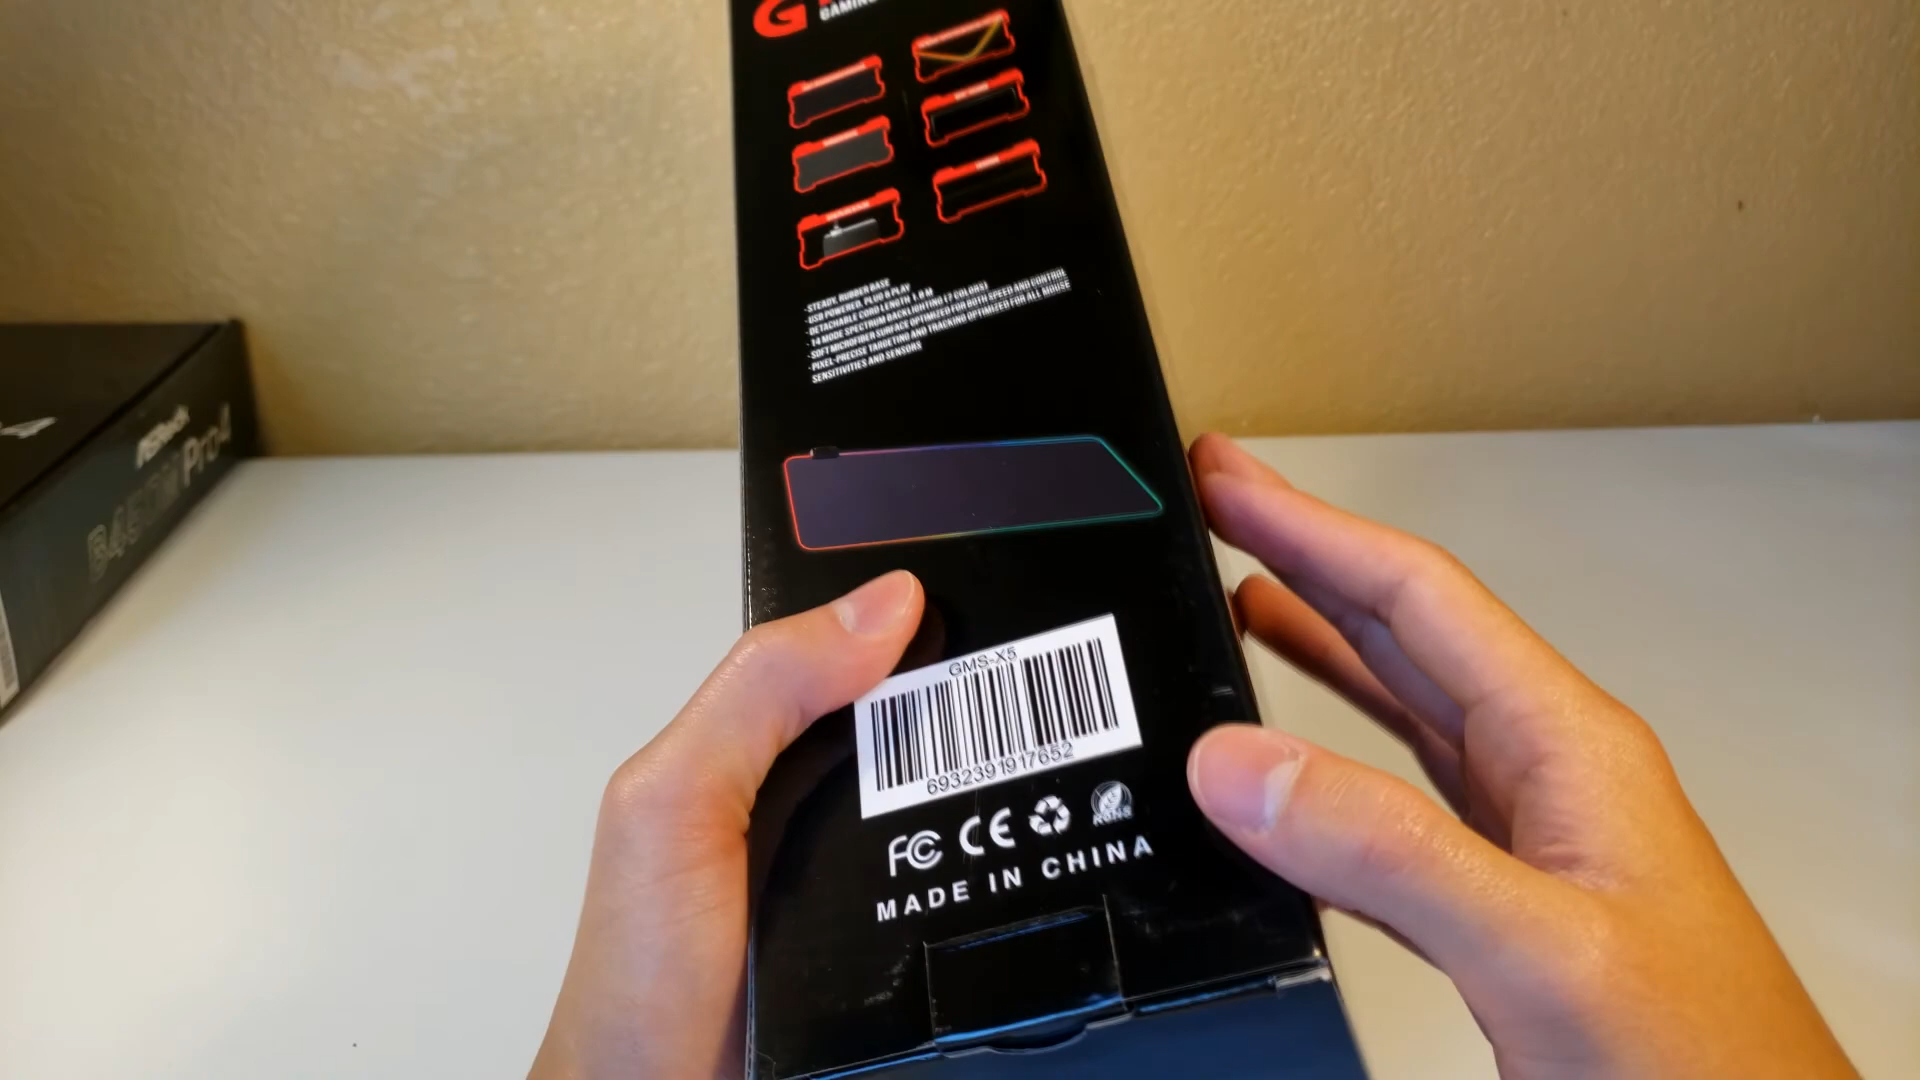 G
GAMING
- STEADY, RUBBER BASE
- USB POWERED, PLUG & PLAY
- DETACHABLE CORD LENGTH 1.8 M
- 14 MODE SPECTRUM BACKLIGHTING (7 COLORS)
- SOFT MICROFIBER SURFACE OPTIMIZED FOR BOTH SPEED AND CONTROL
- PIXEL-PRECISE TARGETING AND TRACKING OPTIMIZED FOR ALL MOUSE
SENSITIVITIES AND SENSORS
ASRock
B450M Pro4
GMS-X5
6932391917652
FC CE RoHS
MADE IN CHINA